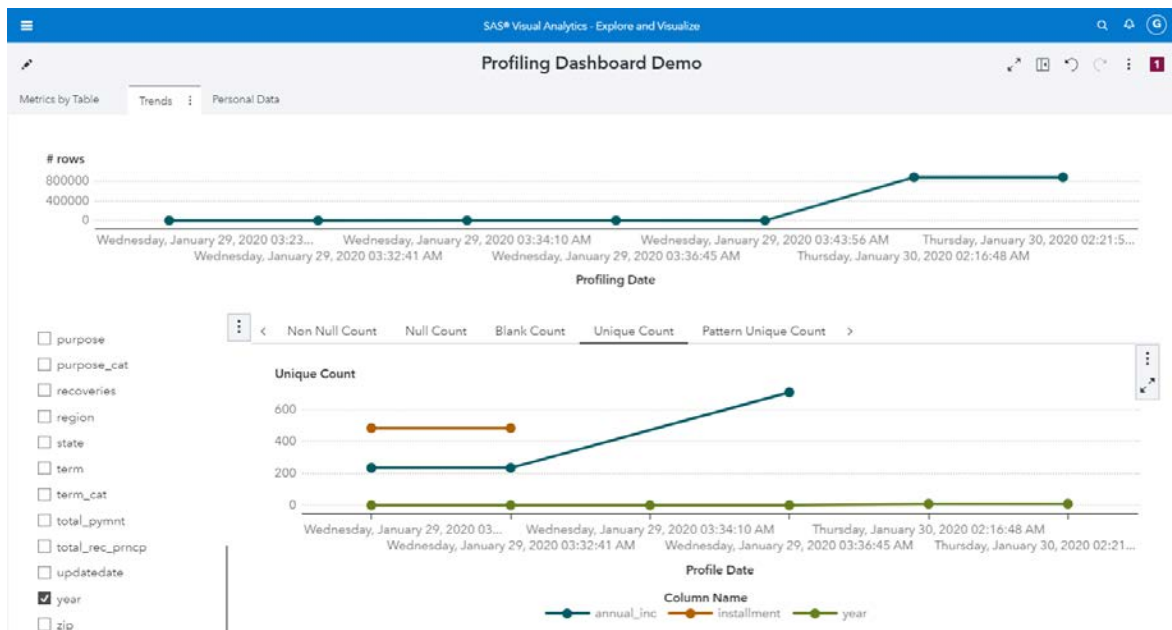 SAS® Visual Analytics - Explore and Visualize
G
Profiling Dashboard Demo
1
Metrics by Table Trends Personal Data
# rows
800000
400000
0
Wednesday, January 29, 2020 03:23... Wednesday, January 29, 2020 03:34:10 AM Wednesday, January 29, 2020 03:43:56 AM Thursday, January 30, 2020 02:21:5...
Wednesday, January 29, 2020 03:32:41 AM Wednesday, January 29, 2020 03:36:45 AM Thursday, January 30, 2020 02:16:48 AM
Profiling Date
purpose
purpose_cat
recoveries
region
state
term
term_cat
total_pymnt
total_rec_prncp
updatedate
year
zip
Non Null Count Null Count Blank Count Unique Count Pattern Unique Count
Unique Count
600
400
200
0
Wednesday, January 29, 2020 03... Wednesday, January 29, 2020 03:34:10 AM Thursday, January 30, 2020 02:16:48 AM
Wednesday, January 29, 2020 03:32:41 AM Wednesday, January 29, 2020 03:36:45 AM Thursday, January 30, 2020 02:21...
Profile Date
Column Name
annual_inc installment year